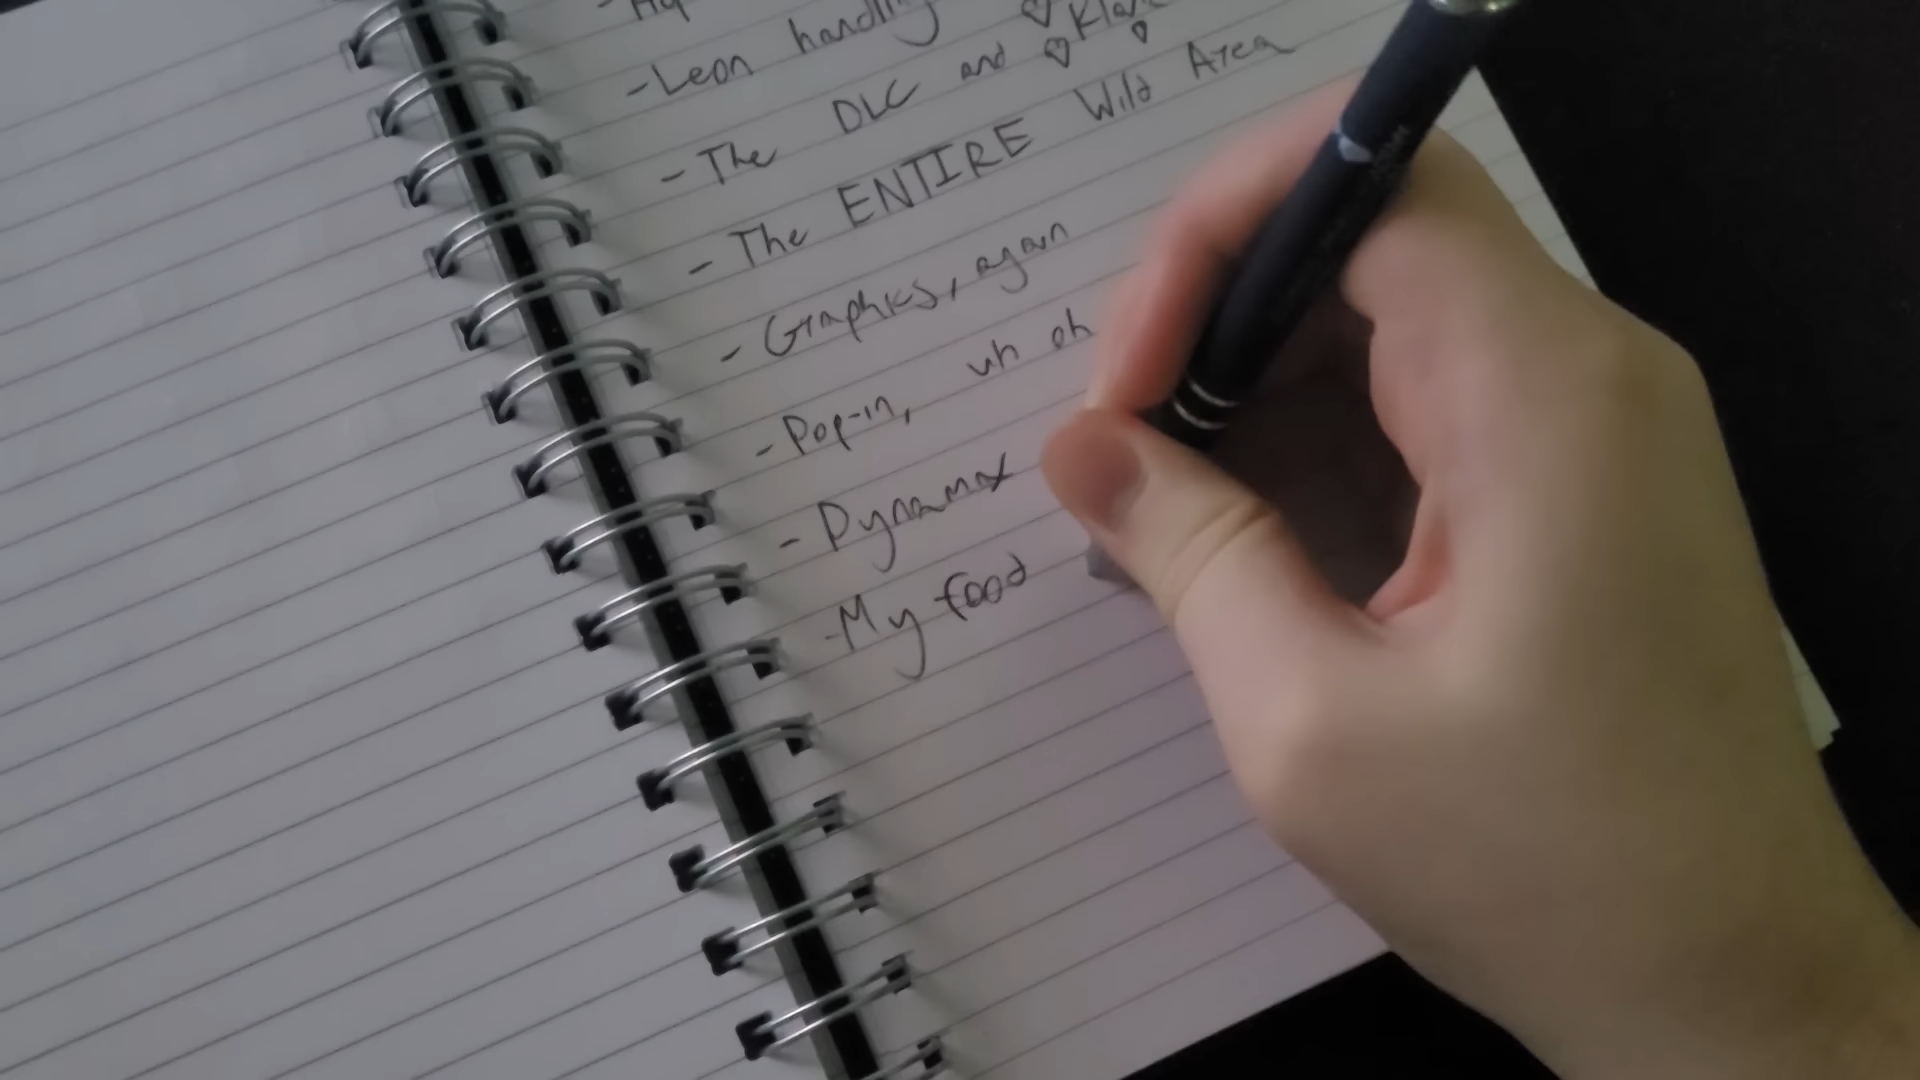 - Leon handling
- The DLC and ♡ Klara ♡
- The ENTIRE Wild Area
- Graphics, again
- Pop-in, uh oh
- Dynamax
- My food